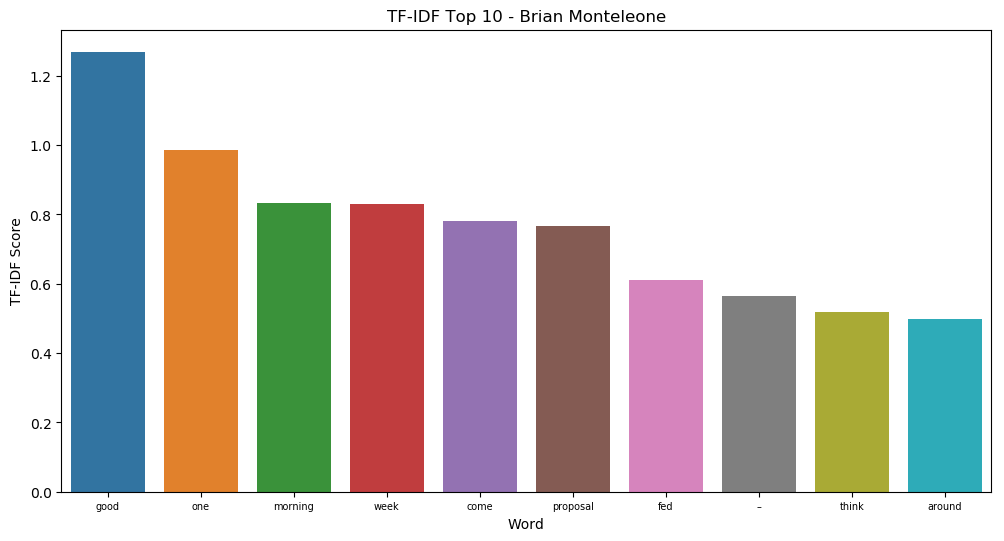 TF-IDF Top 10 - Brian Monteleone
TF-IDF Score
1.2
1.0
0.8
0.6
0.4
0.2
0.0
good one morning week come proposal fed – think around
Word